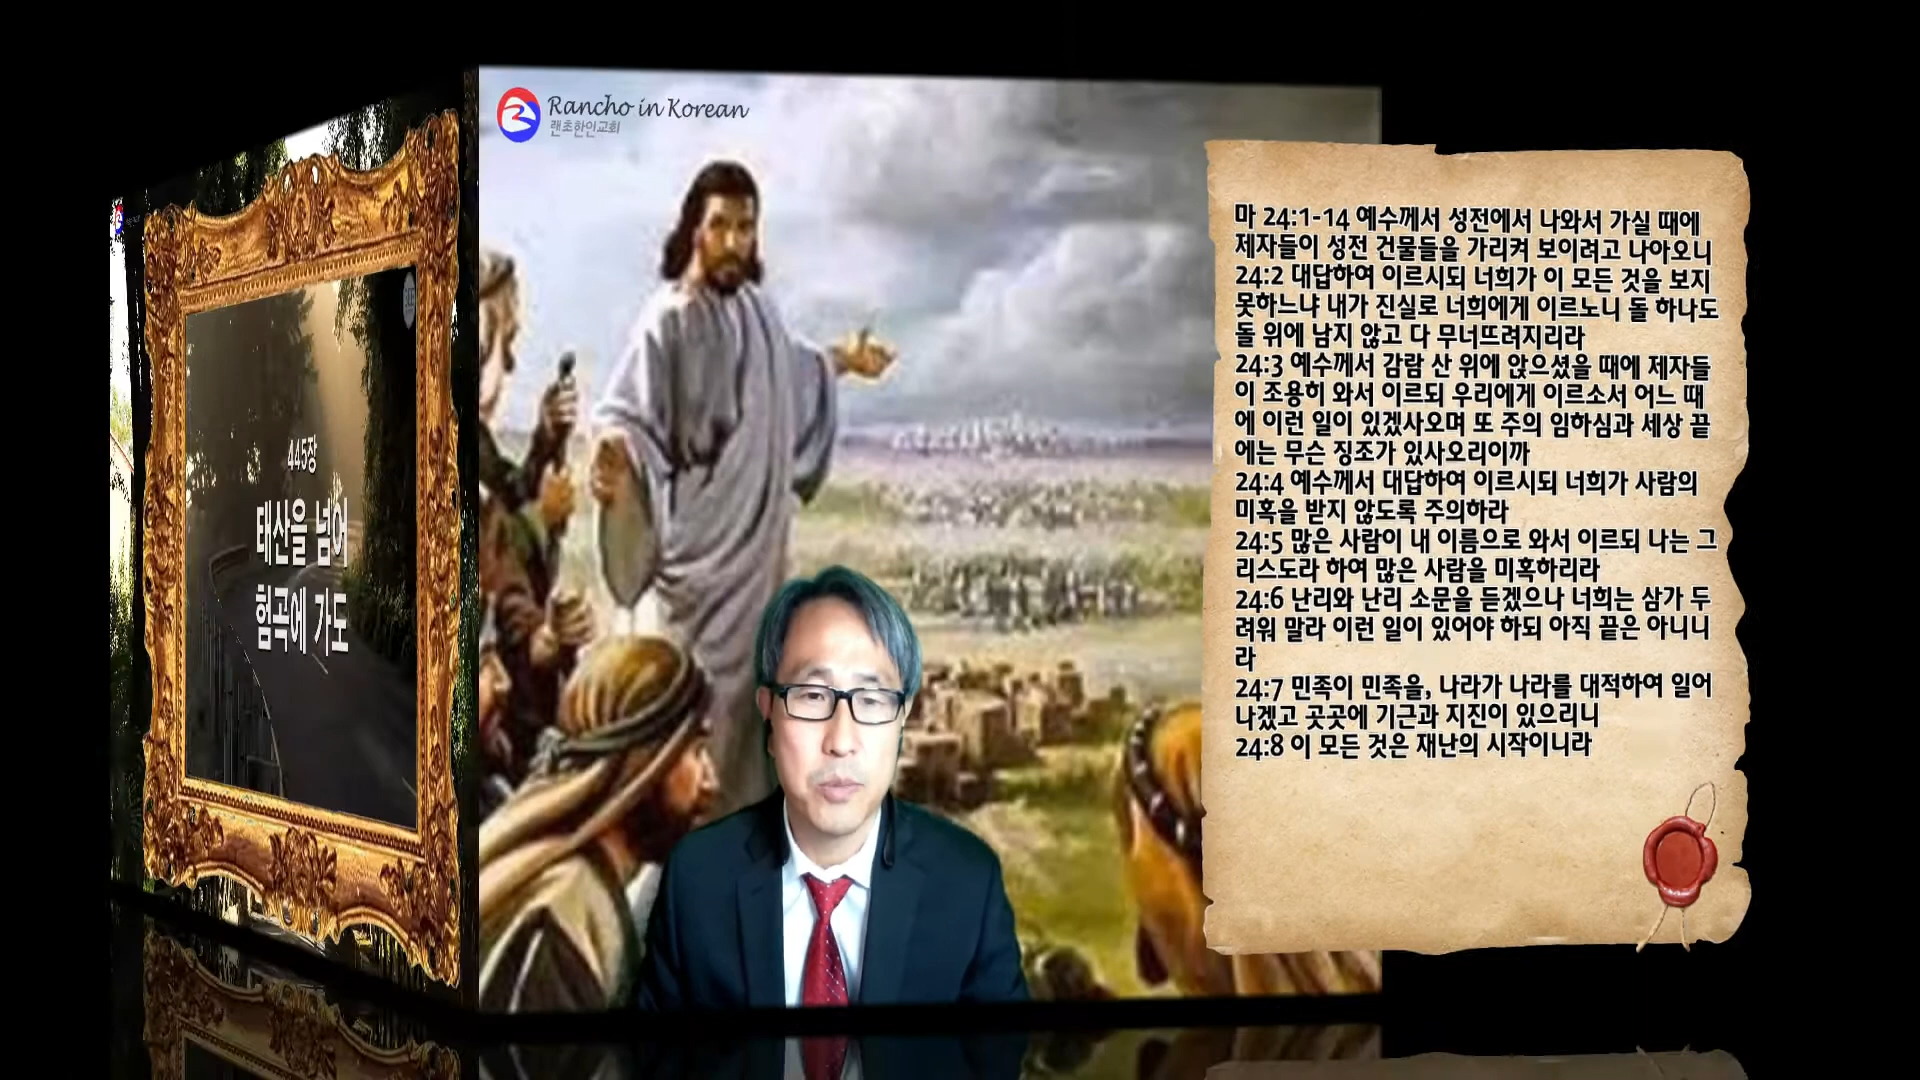 445장
태산을 넘어
험곡에 가도
Rancho in Korean
랜초한인교회
마 24:1-14 예수께서 성전에서 나와서 가실 때에
제자들이 성전 건물들을 가리켜 보이려고 나아오니
24:2 대답하여 이르시되 너희가 이 모든 것을 보지
못하느냐 내가 진실로 너희에게 이르노니 돌 하나도
돌 위에 남지 않고 다 무너뜨려지리라
24:3 예수께서 감람 산 위에 앉으셨을 때에 제자들
이 조용히 와서 이르되 우리에게 이르소서 어느 때
에 이런 일이 있겠사오며 또 주의 임하심과 세상 끝
에는 무슨 징조가 있사오리이까
24:4 예수께서 대답하여 이르시되 너희가 사람의
미혹을 받지 않도록 주의하라
24:5 많은 사람이 내 이름으로 와서 이르되 나는 그
리스도라 하여 많은 사람을 미혹하리라
24:6 난리와 난리 소문을 듣겠으나 너희는 삼가 두
려워 말라 이런 일이 있어야 하되 아직 끝은 아니니
라
24:7 민족이 민족을, 나라가 나라를 대적하여 일어
나겠고 곳곳에 기근과 지진이 있으리니
24:8 이 모든 것은 재난의 시작이니라